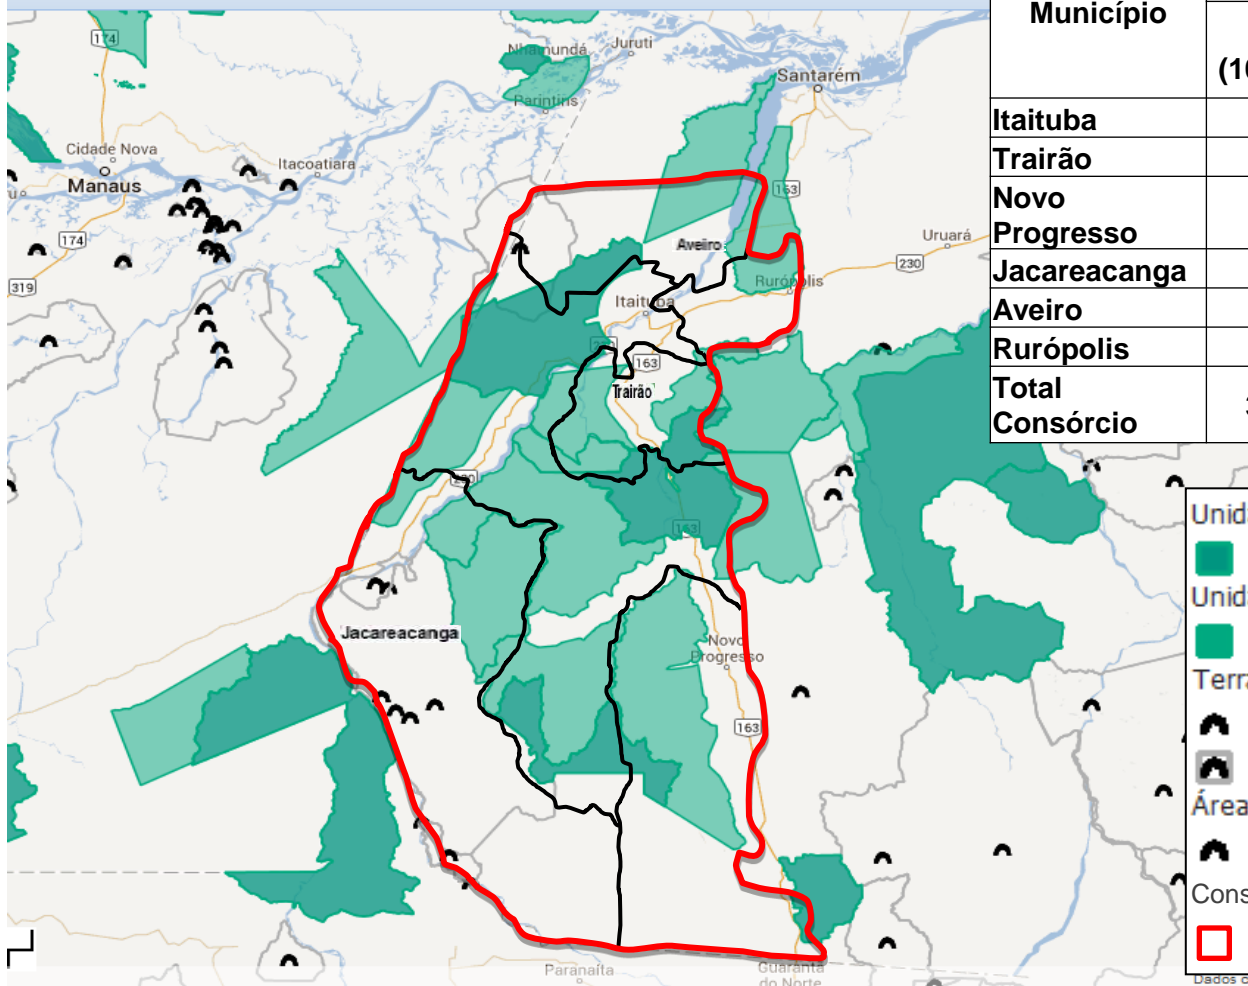 Município
(10
Itaituba
Trairão
Novo
Progresso
Jacareacanga
Aveiro
Rurópolis
Total
Consórcio
174
Nhamundá
Juruti
Santarém
Parintins
Cidade Nova
Itacoatiara
Manaus
163
174
Aveiro
Uruará
230
319
Rurópolis
Itaituba
163
Trairão
230
163
Jacareacanga
Novo
Progresso
163
Paranaíta
Guarantã
do Norte
Unid
Unid
Terra
Área
Cons
Dados c